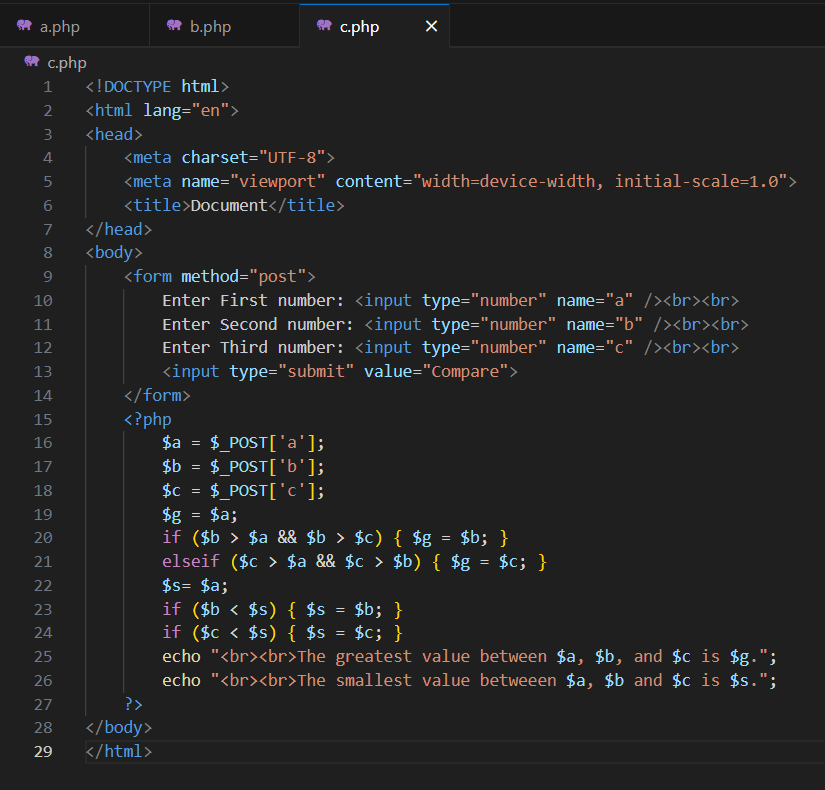 a.php b.php c.php ×
c.php
1 <!DOCTYPE html>
2 <html lang="en">
3 <head>
4     <meta charset="UTF-8">
5     <meta name="viewport" content="width=device-width, initial-scale=1.0">
6     <title>Document</title>
7 </head>
8 <body>
9     <form method="post">
10         Enter First number: <input type="number" name="a" /><br><br>
11         Enter Second number: <input type="number" name="b" /><br><br>
12         Enter Third number: <input type="number" name="c" /><br><br>
13         <input type="submit" value="Compare">
14     </form>
15     <?php
16         $a = $_POST['a'];
17         $b = $_POST['b'];
18         $c = $_POST['c'];
19         $g = $a;
20         if ($b > $a && $b > $c) { $g = $b; }
21         elseif ($c > $a && $c > $b) { $g = $c; }
22         $s= $a;
23         if ($b < $s) { $s = $b; }
24         if ($c < $s) { $s = $c; }
25         echo "<br><br>The greatest value between $a, $b, and $c is $g.";
26         echo "<br><br>The smallest value betweeen $a, $b and $c is $s.";
27     ?>
28 </body>
29 </html>